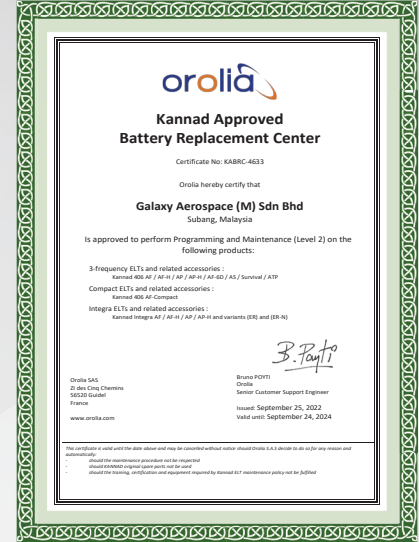 orolia
Kannad Approved
Battery Replacement Center
Certificate No: KABRC-4633
Orolia hereby certify that
Galaxy Aerospace (M) Sdn Bhd
Subang, Malaysia
Is approved to perform Programming and Maintenance (Level 2) on the
following products:
3-frequency ELTs and related accessories :
Kannad 406 AF / AF-H / AP / AP-H / AF-6D / AS / Survival / ATP
Compact ELTs and related accessories :
Kannad 406 AF-Compact
Integra ELTs and related accessories :
Kannad Integra AF / AF-H / AP / AP-H and variants (ER) and (ER-N)
B. Poyti
Orolia SAS
ZI des Cinq Chemins
56520 Guidel
France
www.orolia.com
Bruno POYTI
Orolia
Senior Customer Support Engineer
Issued: September 25, 2022
Valid until: September 24, 2024
This certificate is valid until the date above and may be cancelled without notice should Orolia S.A.S decide to do so for any reason and
automatically:
- should the maintenance procedure not be respected
- should KANNAD original spare parts not be used
- should the training, certification and equipment required by Kannad ELT maintenance policy not be fulfilled